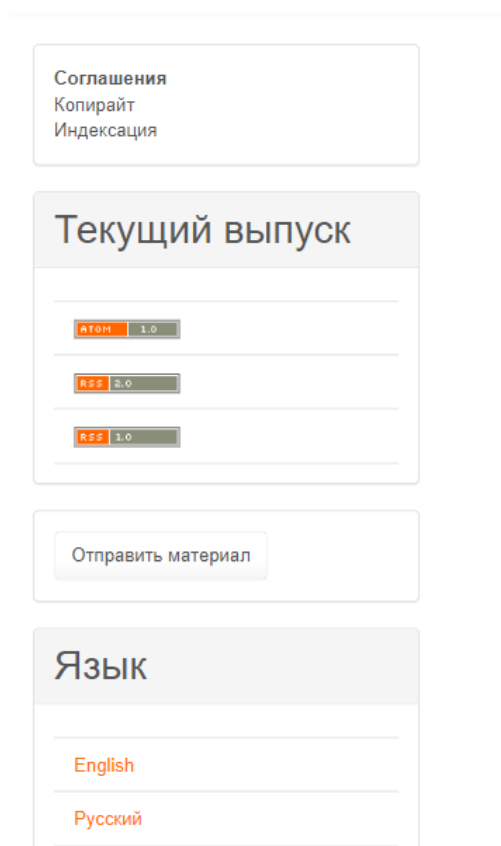 Соглашения
Копирайт
Индексация
Текущий выпуск
ATOM 1.0
RSS 2.0
RSS 1.0
Отправить материал
Язык
English
Русский